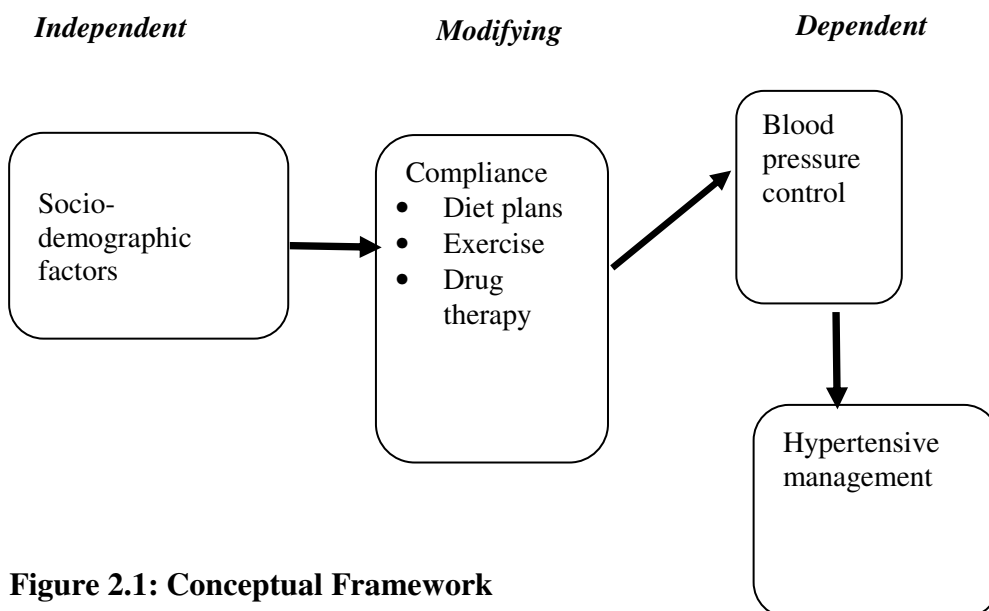 Independent
Modifying
Dependent
Socio-
demographic
factors
Compliance
• Diet plans
• Exercise
• Drug
therapy
Blood
pressure
control
Hypertensive
management
Figure 2.1: Conceptual Framework